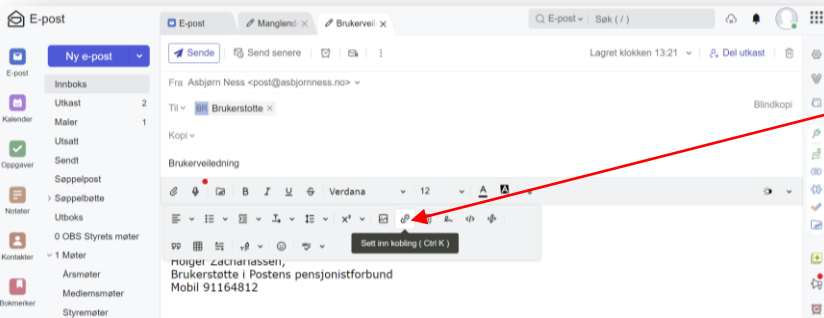 E-post
E-post
Manglend
Brukerveil
E-post
Søk ( / )
E-post
Ny e-post
Sende
Send senere
Lagret klokken 13:21
Del utkast
Innboks
Fra Asbjørn Ness <post@asbjornness.no>
Utkast 2
Til
BR Brukerstotte
Blindkopi
Kalender
Maler 1
Utsatt
Kopi
Oppgaver
Sendt
Brukerveiledning
Søppelpost
Søppelbøtte
B I U Verdana 12 A A
Notater
Utboks
0 OBS Styrets møter
Sett inn kobling ( Ctrl K )
Kontakter
1 Møter
Holger Zachariassen,
Årsmøter
Brukerstøtte i Postens pensjonistforbund
Medlemsmøter
Mobil 91164812
Bokmerker
Styremøter